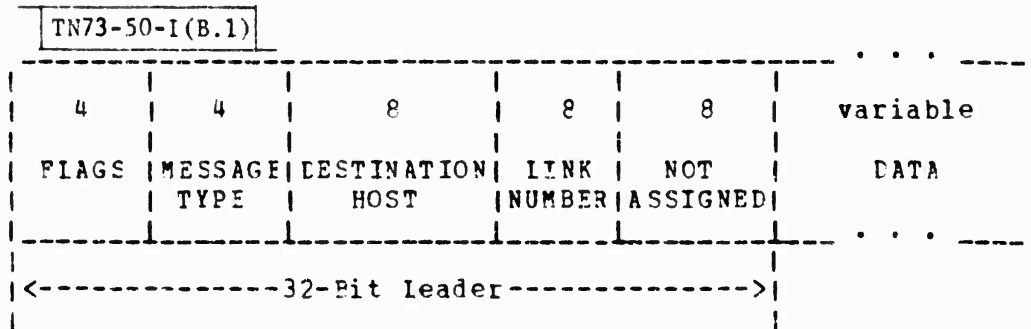 TN73-50-I(B.1)
4 4 8 8 8 variable
FLAGS MESSAGE DESTINATION LINK NOT DATA
TYPE HOST NUMBER ASSIGNED
. . .
. . .
<--------------32-Bit Leader-------------->